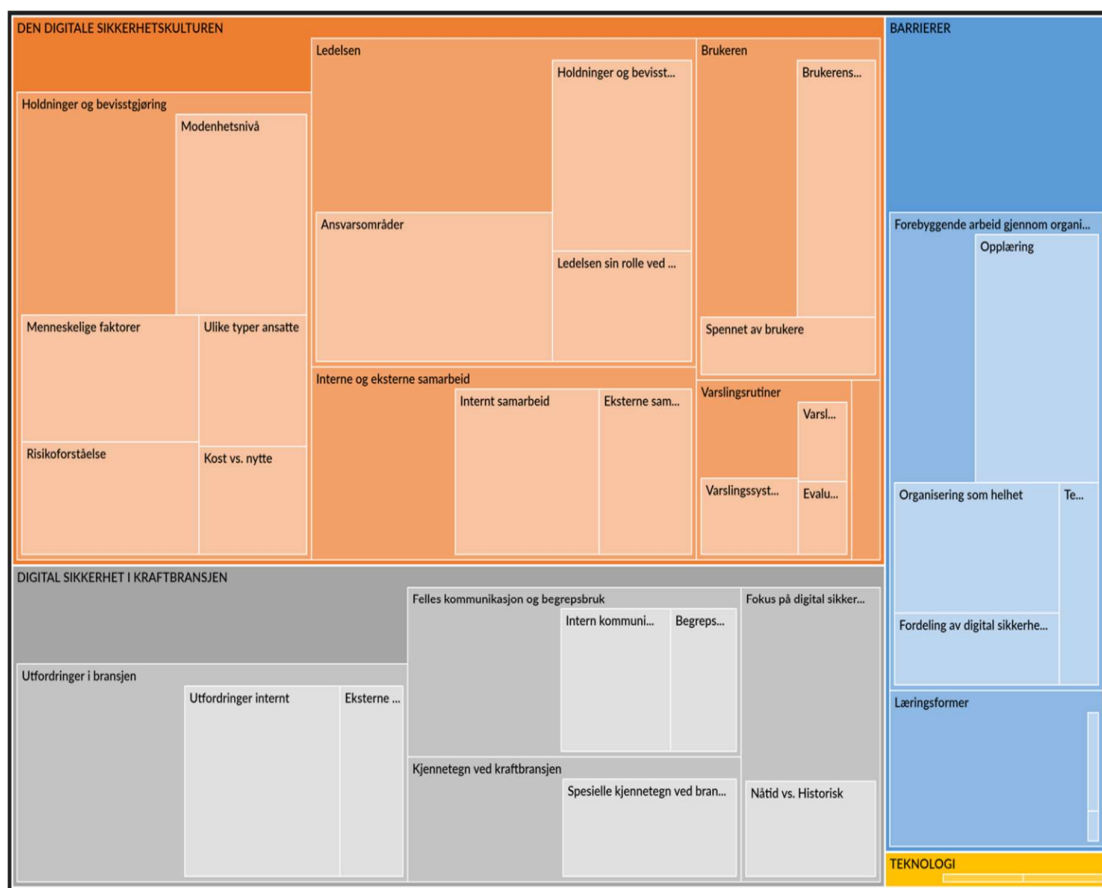 DEN DIGITALE SIKKERHETSKULTUREN
Holdninger og bevisstgjøring
Modenhetsnivå
Menneskelige faktorer
Ulike typer ansatte
Risikoforståelse
Kost vs. nytte
Ledelsen
Holdninger og bevisst...
Ansvarsområder
Ledelsen sin rolle ved ...
Interne og eksterne samarbeid
Internt samarbeid
Eksterne sam...
Brukeren
Brukerens...
Spennet av brukere
Varslingsrutiner
Varsl...
Varslingssyst...
Evalu...
DIGITAL SIKKERHET I KRAFTBRANSJEN
Utfordringer i bransjen
Utfordringer internt
Eksterne ...
Felles kommunikasjon og begrepsbruk
Intern kommuni...
Begreps...
Kjennetegn ved kraftbransjen
Spesielle kjennetegn ved bran...
Fokus på digital sikker...
Nåtid vs. Historisk
BARRIERER
Forebyggende arbeid gjennom organi...
Opplæring
Organisering som helhet
Te...
Fordeling av digital sikkerhe...
Læringsformer
TEKNOLOGI